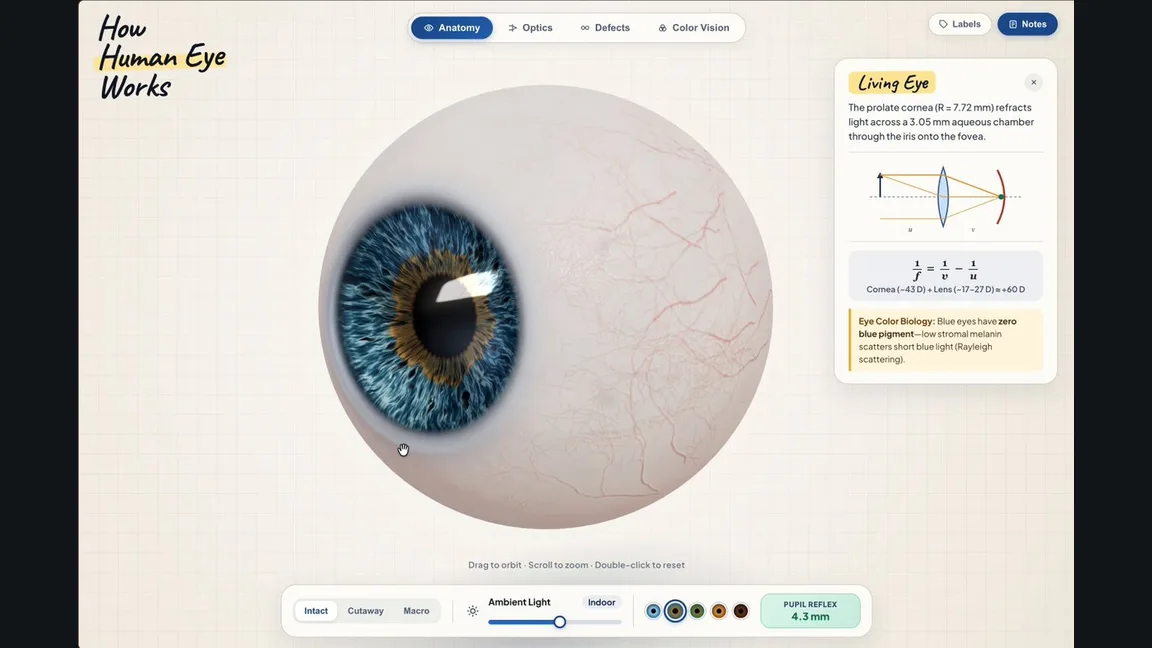 How
Human Eye
Works
Anatomy
Optics
Defects
Color Vision
Labels
Notes
Living Eye
×
The prolate cornea (R = 7.72 mm) refracts
light across a 3.05 mm aqueous chamber
through the iris onto the fovea.
u
v
1/f = 1/v − 1/u
Cornea (~43 D) + Lens (~17–27 D) ≈ +60 D
Eye Color Biology: Blue eyes have zero
blue pigment—low stromal melanin
scatters short blue light (Rayleigh
scattering).
Drag to orbit · Scroll to zoom · Double-click to reset
Intact
Cutaway
Macro
Ambient Light
Indoor
PUPIL REFLEX
4.3 mm